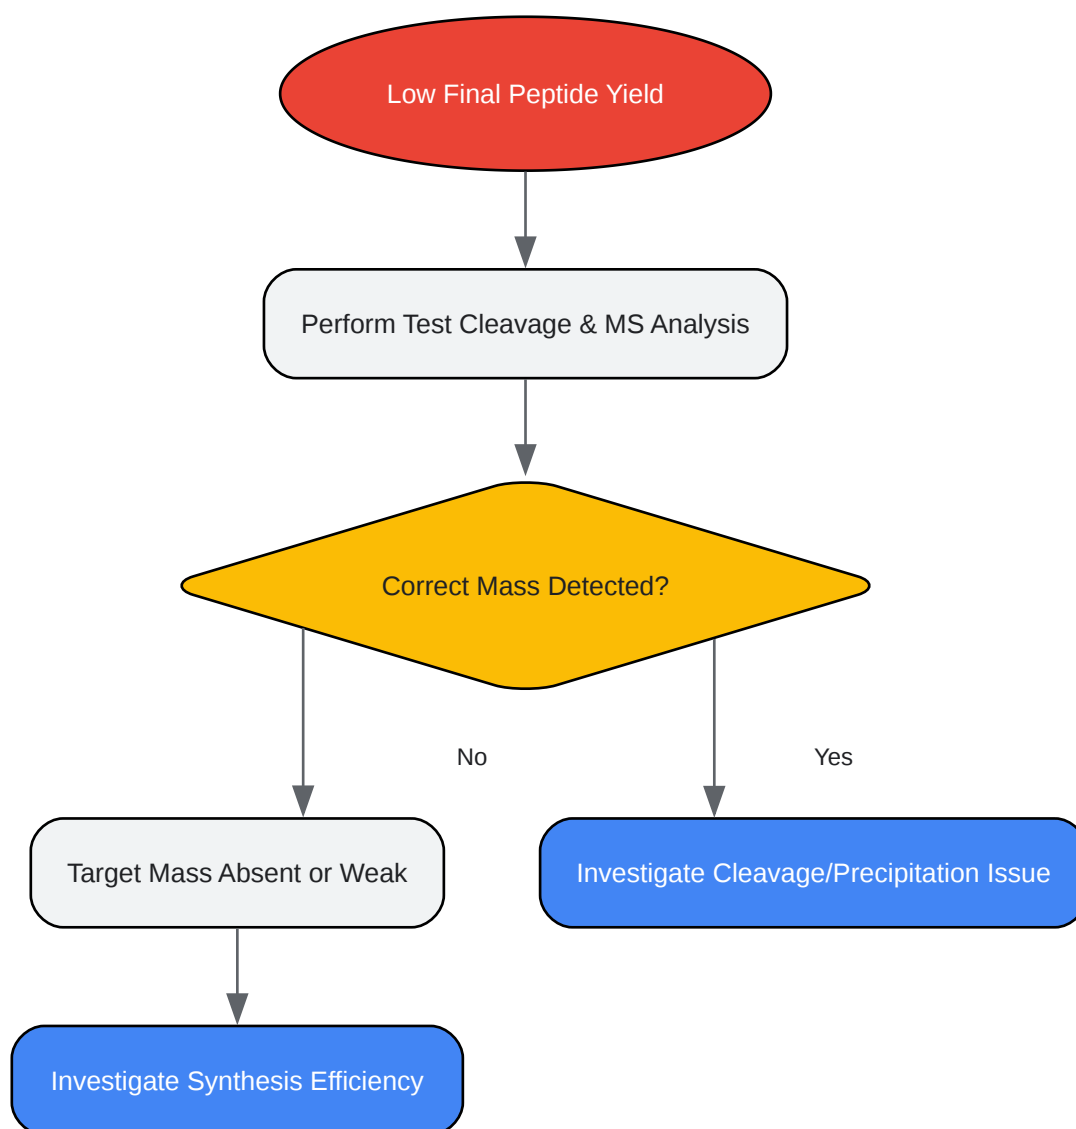 Low Final Peptide Yield
Perform Test Cleavage & MS Analysis
Correct Mass Detected?
No
Yes
Target Mass Absent or Weak
Investigate Cleavage/Precipitation Issue
Investigate Synthesis Efficiency